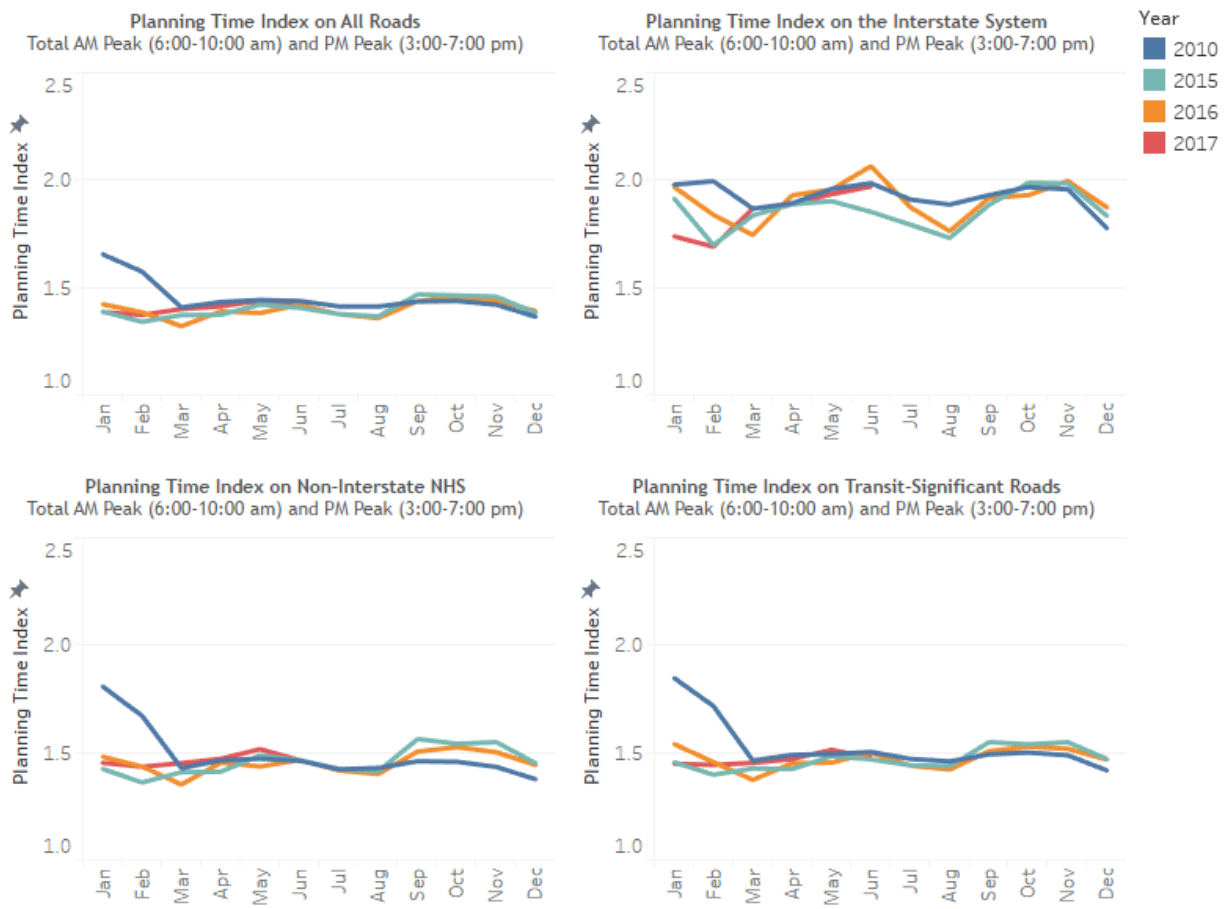 Planning Time Index on All Roads
Total AM Peak (6:00-10:00 am) and PM Peak (3:00-7:00 pm)
2.5
2.0
1.5
1.0
Planning Time Index
Jan
Feb
Mar
Apr
May
Jun
Jul
Aug
Sep
Oct
Nov
Dec
Planning Time Index on the Interstate System
Total AM Peak (6:00-10:00 am) and PM Peak (3:00-7:00 pm)
2.5
2.0
1.5
1.0
Planning Time Index
Jan
Feb
Mar
Apr
May
Jun
Jul
Aug
Sep
Oct
Nov
Dec
Year
2010
2015
2016
2017
Planning Time Index on Non-Interstate NHS
Total AM Peak (6:00-10:00 am) and PM Peak (3:00-7:00 pm)
2.5
2.0
1.5
1.0
Planning Time Index
Jan
Feb
Mar
Apr
May
Jun
Jul
Aug
Sep
Oct
Nov
Dec
Planning Time Index on Transit-Significant Roads
Total AM Peak (6:00-10:00 am) and PM Peak (3:00-7:00 pm)
2.5
2.0
1.5
1.0
Planning Time Index
Jan
Feb
Mar
Apr
May
Jun
Jul
Aug
Sep
Oct
Nov
Dec